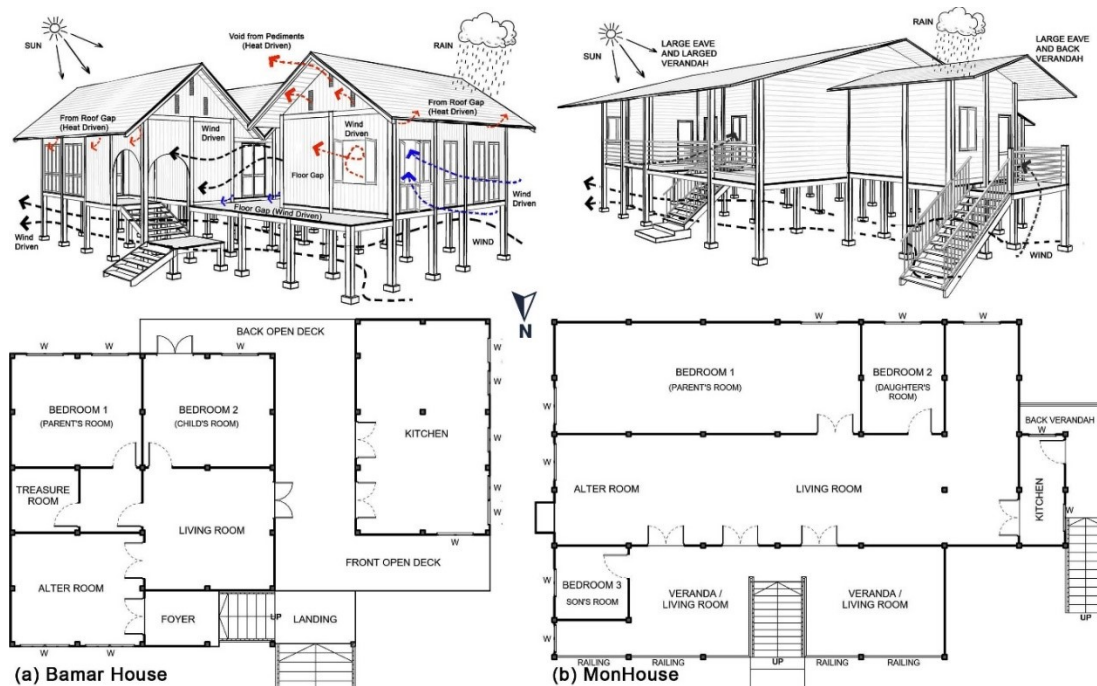 SUN
Void from Pediments
(Heat Driven)
RAIN
From Roof Gap
(Heat Driven)
From Roof Gap
(Heat Driven)
Wind
Driven
Wind
Driven
Floor Gap
Floor Gap (Wind Driven)
Wind
Driven
Wind
Driven
WIND
SUN
LARGE EAVE
AND LARGED
VERANDAH
RAIN
LARGE EAVE
AND BACK
VERANDAH
WIND
N
BACK OPEN DECK
W
W
W
BEDROOM 1
(PARENT'S ROOM)
BEDROOM 2
(CHILD'S ROOM)
KITCHEN
W
W
W
W
W
W
TREASURE
ROOM
LIVING ROOM
ALTER ROOM
FRONT OPEN DECK
FOYER
UP
LANDING
W
W
(a) Bamar House
W
W
W
BEDROOM 1
(PARENT'S ROOM)
BEDROOM 2
(DAUGHTER'S
ROOM)
W
BACK VERANDAH
W
W
ALTER ROOM
LIVING ROOM
KITCHEN
W
W
BEDROOM 3
SON'S ROOM
VERANDA /
LIVING ROOM
VERANDA /
LIVING ROOM
UP
W
RAILING
RAILING
UP
RAILING
RAILING
(b) MonHouse